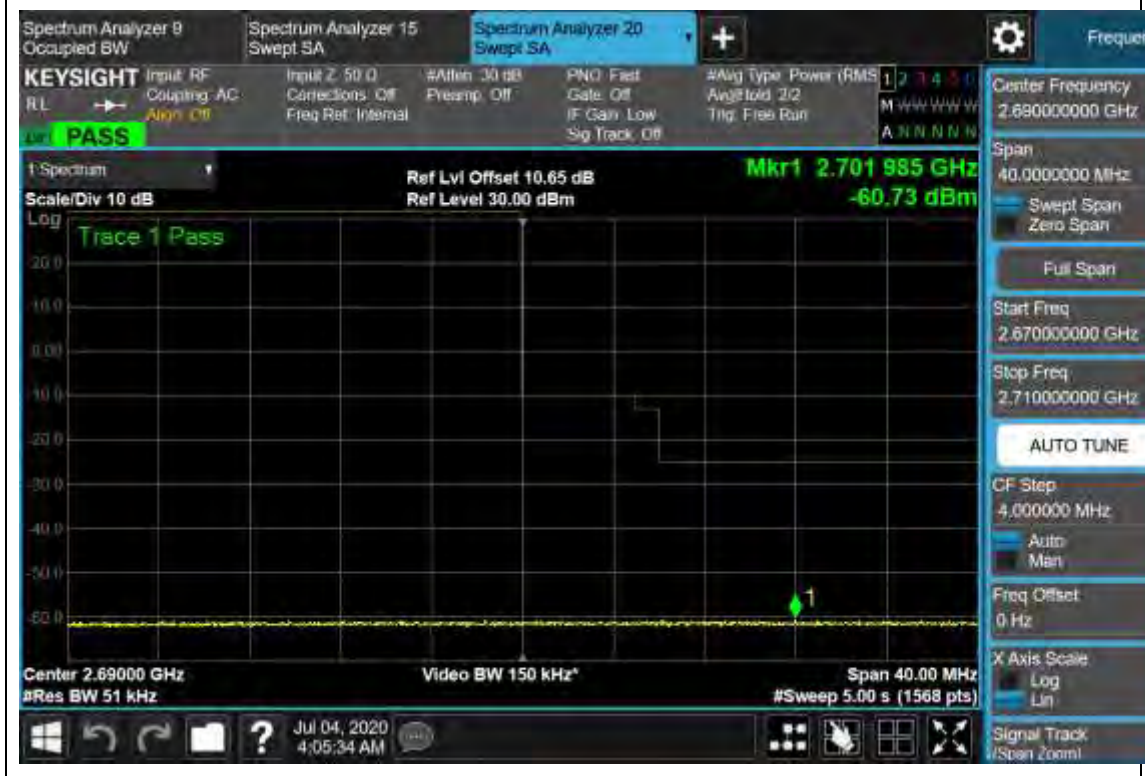 Spectrum Analyzer 9
Occupied BW
Spectrum Analyzer 15
Swept SA
Spectrum Analyzer 20
Swept SA
Frequen
KEYSIGHT
RL
Input: RF
Coupling: AC
Align: Off
Input Z: 50 Ω
Corrections: Off
Freq Ref: Internal
#Atten: 30 dB
Preamp: Off
PNO: Fast
Gate: Off
IF Gain: Low
Sig Track: Off
#Avg Type: Power (RMS
Avg|Hold: 2/2
Trig: Free Run
1 2 3 4 5 6
M W W W W W
A N N N N N
PASS
1 Spectrum
Scale/Div 10 dB
Ref Lvl Offset 10.65 dB
Ref Level 30.00 dBm
Mkr1 2.701 985 GHz
-60.73 dBm
Log
Trace 1 Pass
20.0
10.0
0.00
-10.0
-20.0
-30.0
-40.0
-50.0
-60.0
1
Center 2.69000 GHz
#Res BW 51 kHz
Video BW 150 kHz*
Span 40.00 MHz
#Sweep 5.00 s (1568 pts)
Center Frequency
2.690000000 GHz
Span
40.0000000 MHz
Swept Span
Zero Span
Full Span
Start Freq
2.670000000 GHz
Stop Freq
2.710000000 GHz
AUTO TUNE
CF Step
4.000000 MHz
Auto
Man
Freq Offset
0 Hz
X Axis Scale
Log
Lin
Signal Track
(Span Zoom)
?
Jul 04, 2020
4:05:34 AM